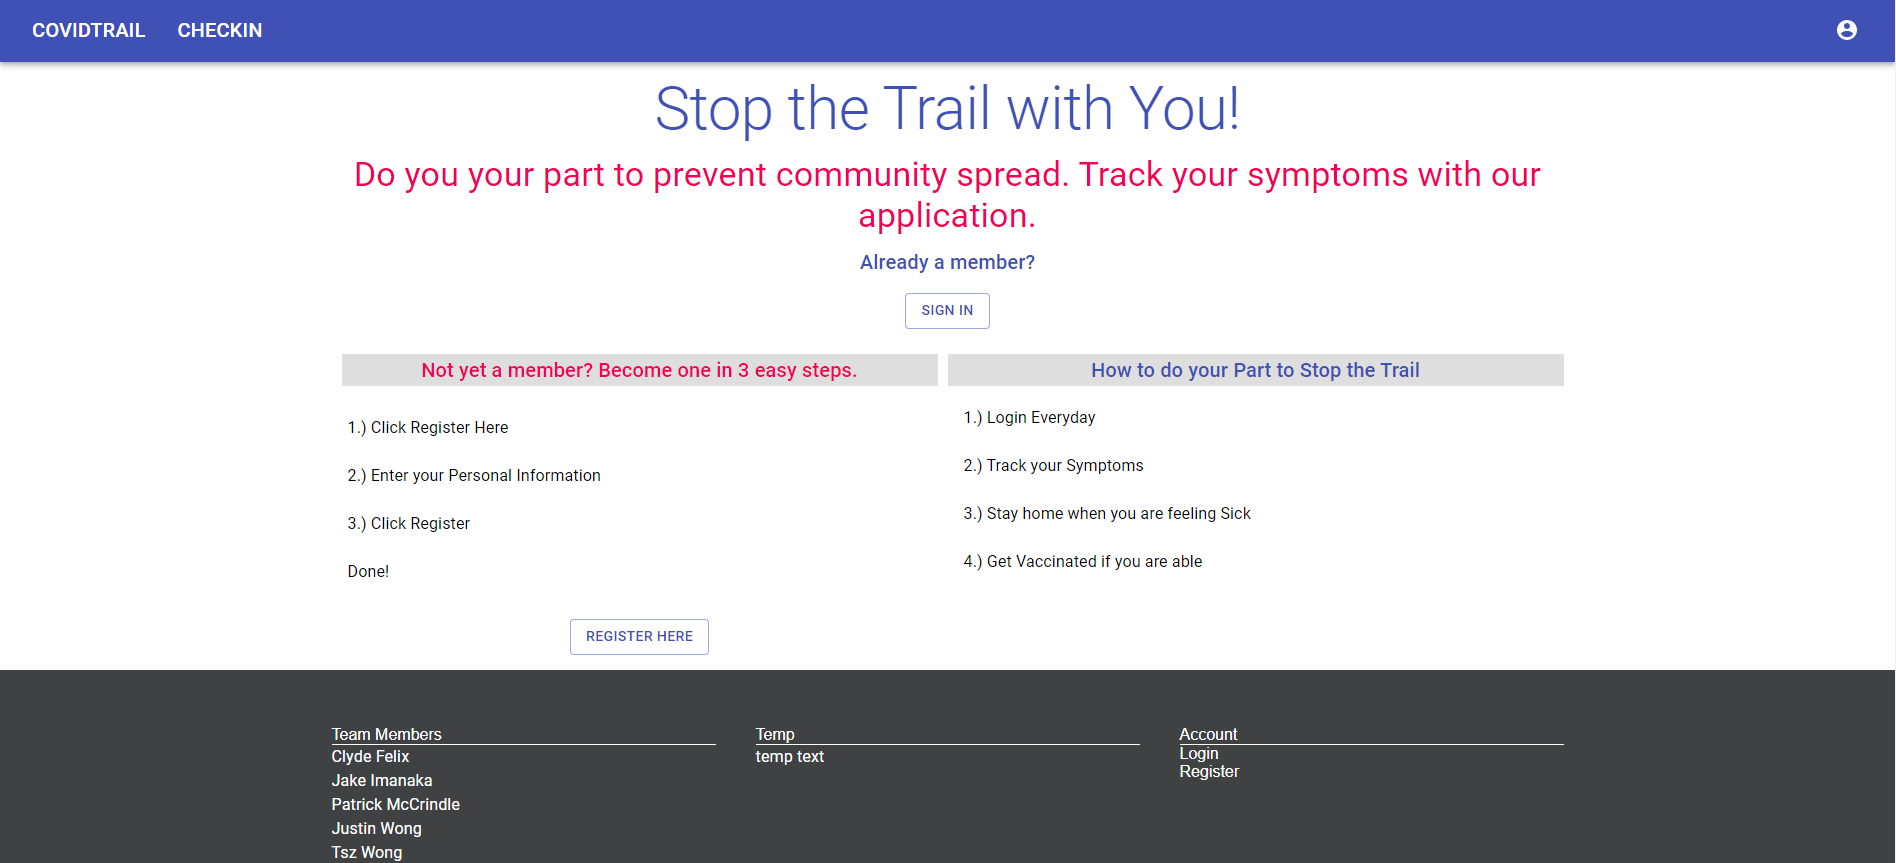 COVIDTRAIL CHECKIN
Stop the Trail with You!
Do you your part to prevent community spread. Track your symptoms with our
application.
Already a member?
SIGN IN
Not yet a member? Become one in 3 easy steps.
1.) Click Register Here
2.) Enter your Personal Information
3.) Click Register
Done!
REGISTER HERE
How to do your Part to Stop the Trail
1.) Login Everyday
2.) Track your Symptoms
3.) Stay home when you are feeling Sick
4.) Get Vaccinated if you are able
Team Members
Clyde Felix
Jake Imanaka
Patrick McCrindle
Justin Wong
Tsz Wong
Temp
temp text
Account
Login
Register